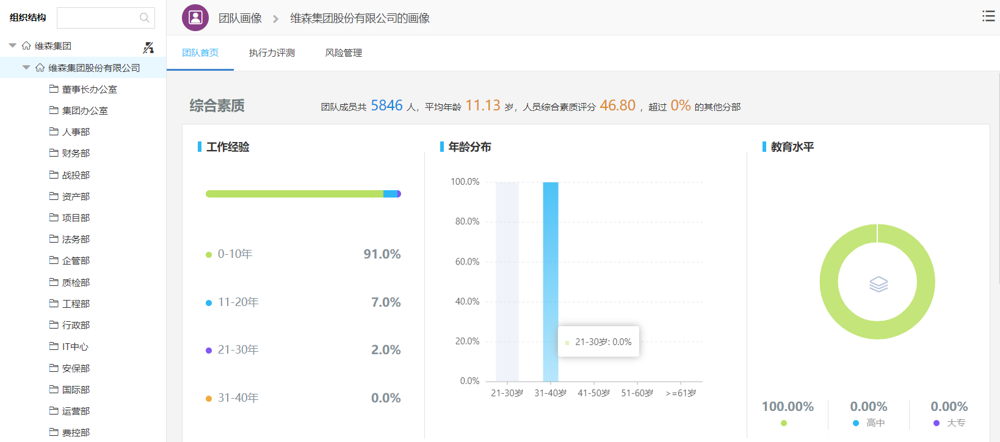 组织结构
维森集团
维森集团股份有限公司
董事长办公室
集团办公室
人事部
财务部
战投部
资产部
项目部
法务部
企管部
质检部
工程部
行政部
IT中心
安保部
国际部
运营部
费控部
团队画像 > 维森集团股份有限公司的画像
团队首页 执行力评测 风险管理
综合素质 团队成员共 5846 人，平均年龄 11.13 岁，人员综合素质评分 46.80 ，超过 0% 的其他分部
工作经验
0-10年 91.0%
11-20年 7.0%
21-30年 2.0%
31-40年 0.0%
年龄分布
100.0%
80.0%
60.0%
40.0%
20.0%
0.0%
21-30岁: 0.0%
21-30岁 31-40岁 41-50岁 51-60岁 >=61岁
教育水平
100.00% 0.00% 0.00%
高中 大专